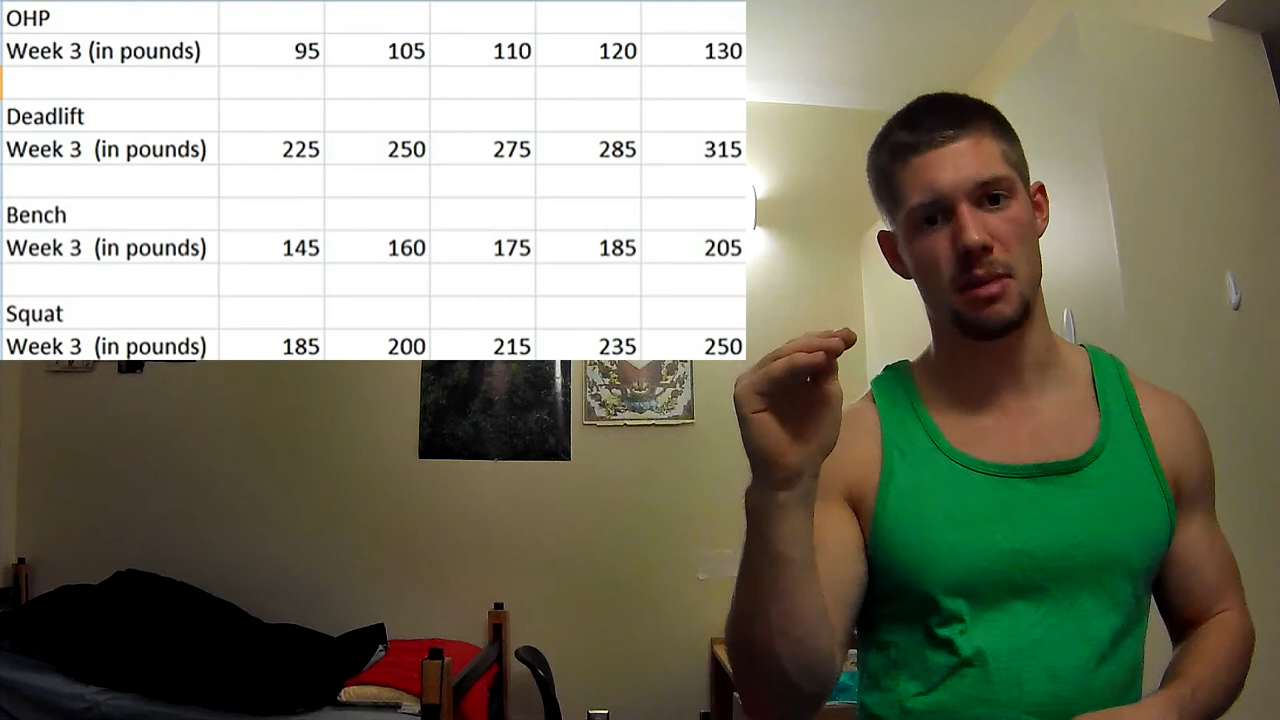 OHP
Week 3 (in pounds) 95 105 110 120 130
Deadlift
Week 3 (in pounds) 225 250 275 285 315
Bench
Week 3 (in pounds) 145 160 175 185 205
Squat
Week 3 (in pounds) 185 200 215 235 250